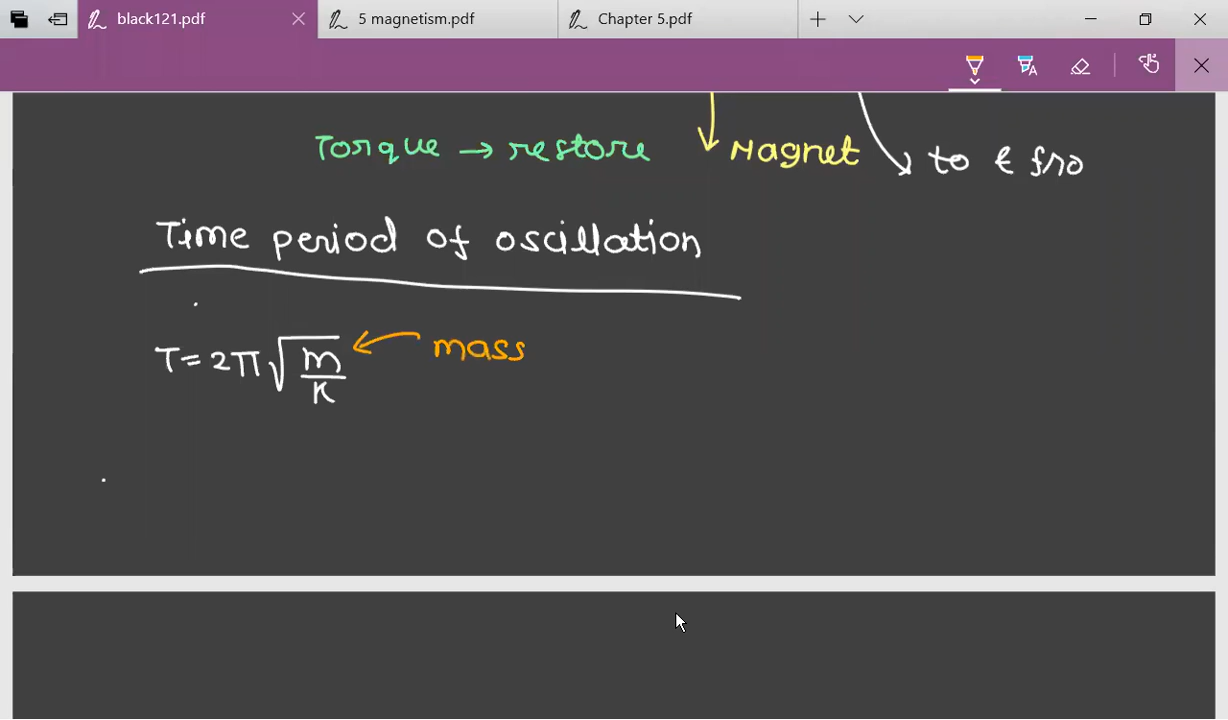 black121.pdf 5 magnetism.pdf Chapter 5.pdf
Torque → restore Magnet to & fro
Time period of oscillation
T = 2π√(m/K) ← mass